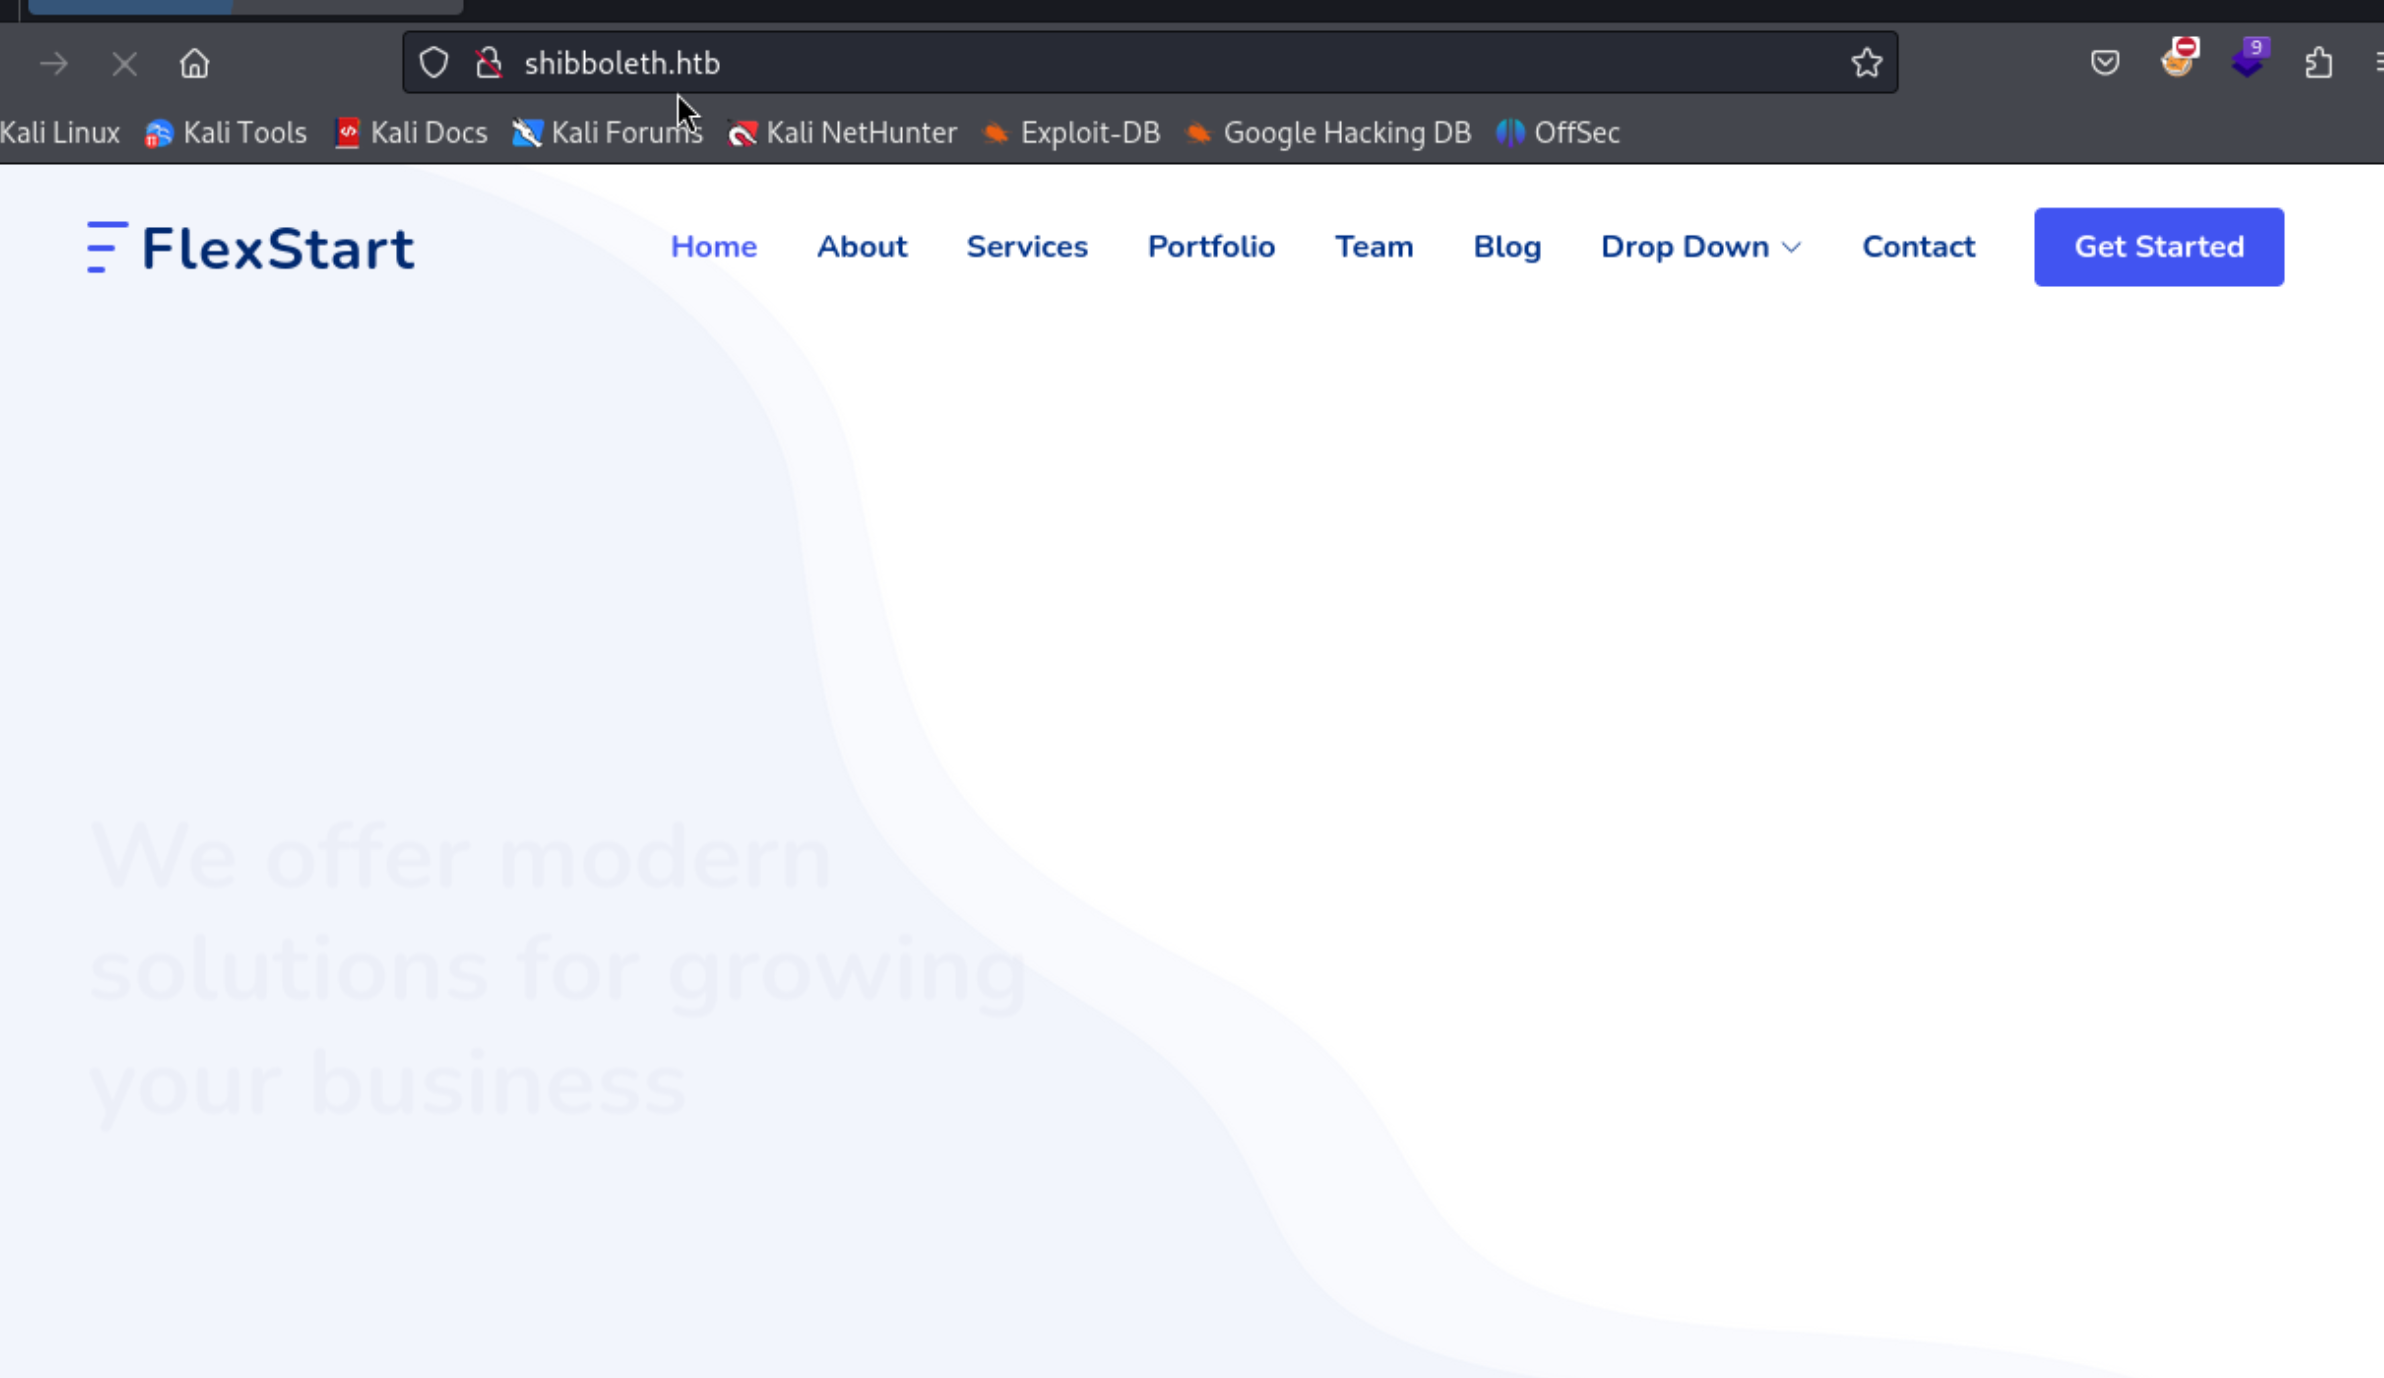 shibboleth.htb
9
Kali Linux Kali Tools Kali Docs Kali Forums Kali NetHunter Exploit-DB Google Hacking DB OffSec
FlexStart Home About Services Portfolio Team Blog Drop Down Contact Get Started
We offer modern
solutions for growing
your business